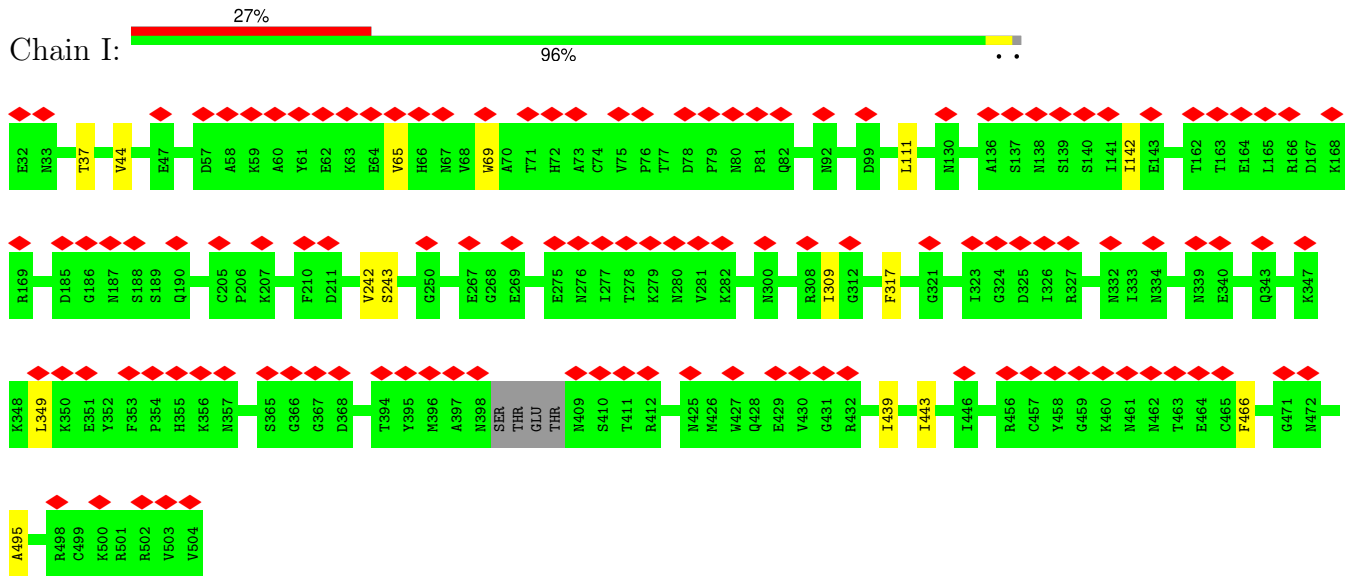 27%
Chain I:
96%
• •
E32 N33 T37 V44 E47 D57 A58 K59 A60 Y61 E62 K63 E64 V65 H66 N67 V68 W69 A70 T71 H72 A73 C74 V75 P76 T77 D78 P79 N80 P81 Q82 N92 D99 L111 N130 A136 S137 N138 S139 S140 I141 I142 E143 T162 T163 E164 L165 R166 D167 K168
R169 D185 G186 N187 S188 S189 Q190 C205 P206 K207 F210 D211 V242 S243 G250 E267 G268 E269 E275 N276 I277 T278 K279 N280 V281 K282 N300 R308 I309 G312 F317 G321 I323 G324 D325 I326 R327 N332 I333 N334 N339 E340 Q343 K347
K348 L349 K350 E351 Y352 F353 P354 H355 K356 N357 S365 G366 G367 D368 T394 Y395 M396 A397 N398 SER THR GLU THR N409 S410 T411 R412 N425 M426 W427 Q428 E429 V430 G431 R432 I439 I443 I446 R456 C457 Y458 G459 K460 N461 N462 T463 E464 C465 F466 G471 N472
A495 R498 C499 K500 R501 R502 V503 V504